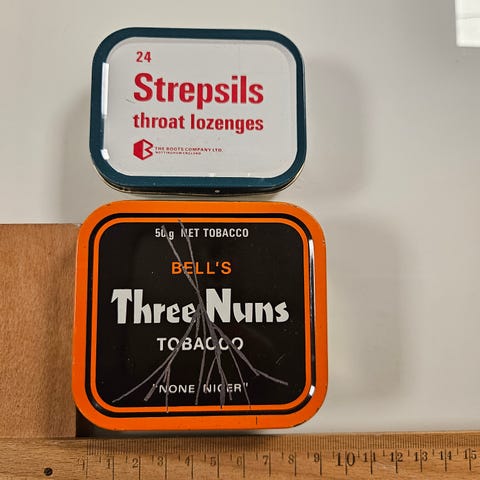 24
Strepsils
throat lozenges
THE BOOTS COMPANY LTD.
NOTTINGHAM ENGLAND
50g NET TOBACCO
BELL'S
Three Nuns
TOBACCO
"NONE NICER"
1 2 3 4 5 6 7 8 9 10 11 12 13 14 15